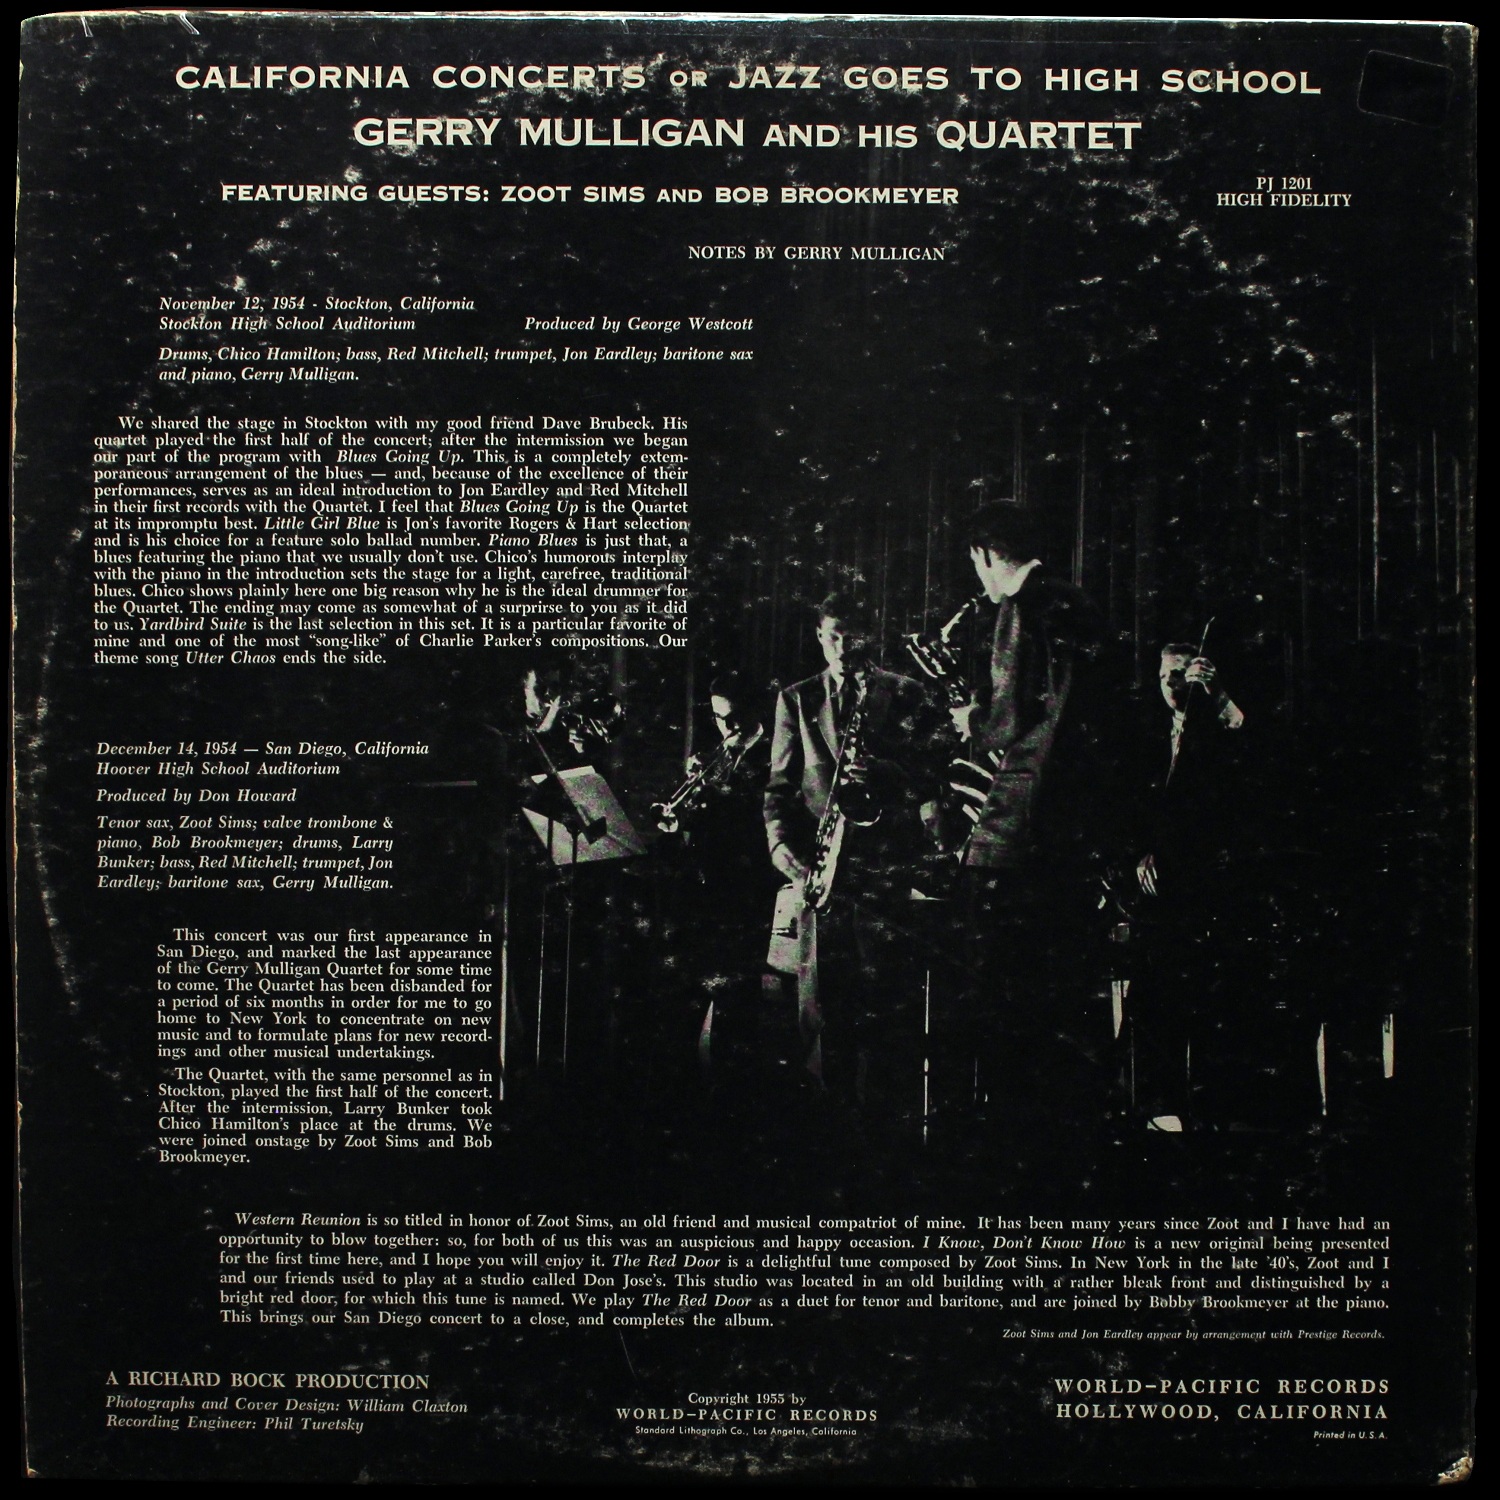 CALIFORNIA CONCERTS OR JAZZ GOES TO HIGH SCHOOL
GERRY MULLIGAN AND HIS QUARTET
FEATURING GUESTS: ZOOT SIMS AND BOB BROOKMEYER
PJ 1201
HIGH FIDELITY
NOTES BY GERRY MULLIGAN
November 12, 1954 - Stockton, California
Stockton High School Auditorium Produced by George Westcott
Drums, Chico Hamilton; bass, Red Mitchell; trumpet, Jon Eardley; baritone sax
and piano, Gerry Mulligan.
We shared the stage in Stockton with my good friend Dave Brubeck. His
quartet played the first half of the concert; after the intermission we began
our part of the program with Blues Going Up. This is a completely extem-
poraneous arrangement of the blues — and, because of the excellence of their
performances, serves as an ideal introduction to Jon Eardley and Red Mitchell
in their first records with the Quartet. I feel that Blues Going Up is the Quartet
at its impromptu best. Little Girl Blue is Jon's favorite Rogers & Hart selection
and is his choice for a feature solo ballad number. Piano Blues is just that, a
blues featuring the piano that we usually don't use. Chico's humorous interplay
with the piano in the introduction sets the stage for a light, carefree, traditional
blues. Chico shows plainly here one big reason why he is the ideal drummer for
the Quartet. The ending may come as somewhat of a surprirse to you as it did
to us. Yardbird Suite is the last selection in this set. It is a particular favorite of
mine and one of the most “song-like” of Charlie Parker's compositions. Our
theme song Utter Chaos ends the side.
December 14, 1954 — San Diego, California
Hoover High School Auditorium
Produced by Don Howard
Tenor sax, Zoot Sims; valve trombone &
piano, Bob Brookmeyer; drums, Larry
Bunker; bass, Red Mitchell; trumpet, Jon
Eardley; baritone sax, Gerry Mulligan.
This concert was our first appearance in
San Diego, and marked the last appearance
of the Gerry Mulligan Quartet for some time
to come. The Quartet has been disbanded for
a period of six months in order for me to go
home to New York to concentrate on new
music and to formulate plans for new record-
ings and other musical undertakings.
The Quartet, with the same personnel as in
Stockton, played the first half of the concert.
After the intermission, Larry Bunker took
Chico Hamilton's place at the drums. We
were joined onstage by Zoot Sims and Bob
Brookmeyer.
Western Reunion is so titled in honor of Zoot Sims, an old friend and musical compatriot of mine. It has been many years since Zoot and I have had an
opportunity to blow together: so, for both of us this was an auspicious and happy occasion. I Know, Don't Know How is a new original being presented
for the first time here, and I hope you will enjoy it. The Red Door is a delightful tune composed by Zoot Sims. In New York in the late '40's, Zoot and I
and our friends used to play at a studio called Don Jose's. This studio was located in an old building with a rather bleak front and distinguished by a
bright red door, for which this tune is named. We play The Red Door as a duet for tenor and baritone, and are joined by Bobby Brookmeyer at the piano.
This brings our San Diego concert to a close, and completes the album.
Zoot Sims and Jon Eardley appear by arrangement with Prestige Records.
A RICHARD BOCK PRODUCTION
Photographs and Cover Design: William Claxton
Recording Engineer: Phil Turetsky
Copyright 1955 by
WORLD–PACIFIC RECORDS
Standard Lithograph Co., Los Angeles, California
WORLD–PACIFIC RECORDS
HOLLYWOOD, CALIFORNIA
Printed in U.S.A.